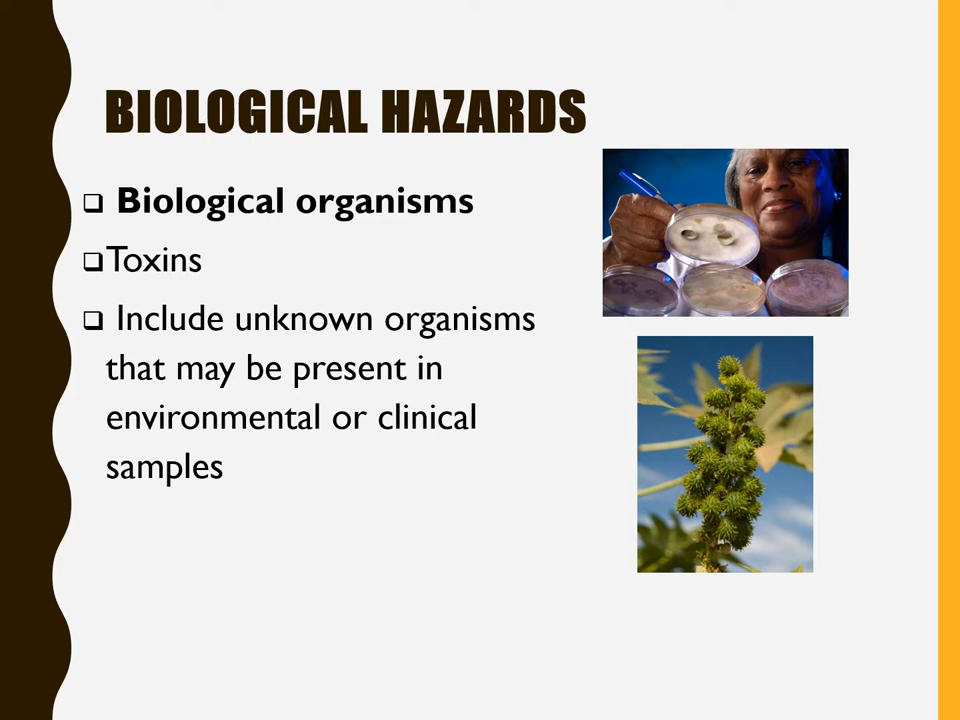 BIOLOGICAL HAZARDS
❑ Biological organisms
❑Toxins
❑ Include unknown organisms
that may be present in
environmental or clinical
samples